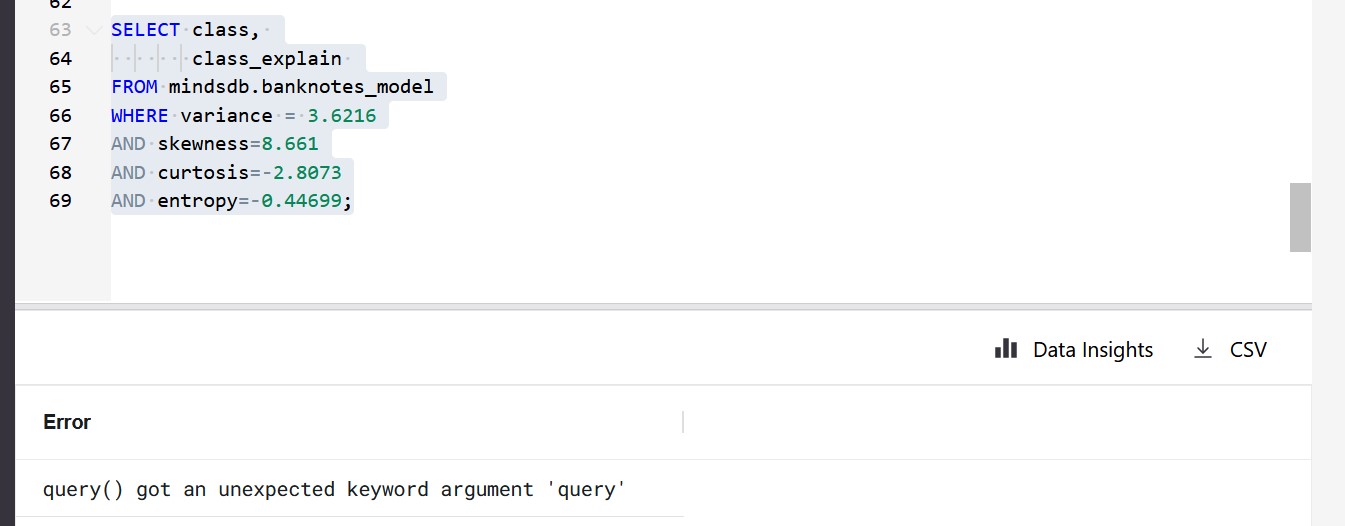 62
63 SELECT class,
64 class_explain
65 FROM mindsdb.banknotes_model
66 WHERE variance = 3.6216
67 AND skewness=8.661
68 AND curtosis=-2.8073
69 AND entropy=-0.44699;
Data Insights CSV
Error
query() got an unexpected keyword argument 'query'